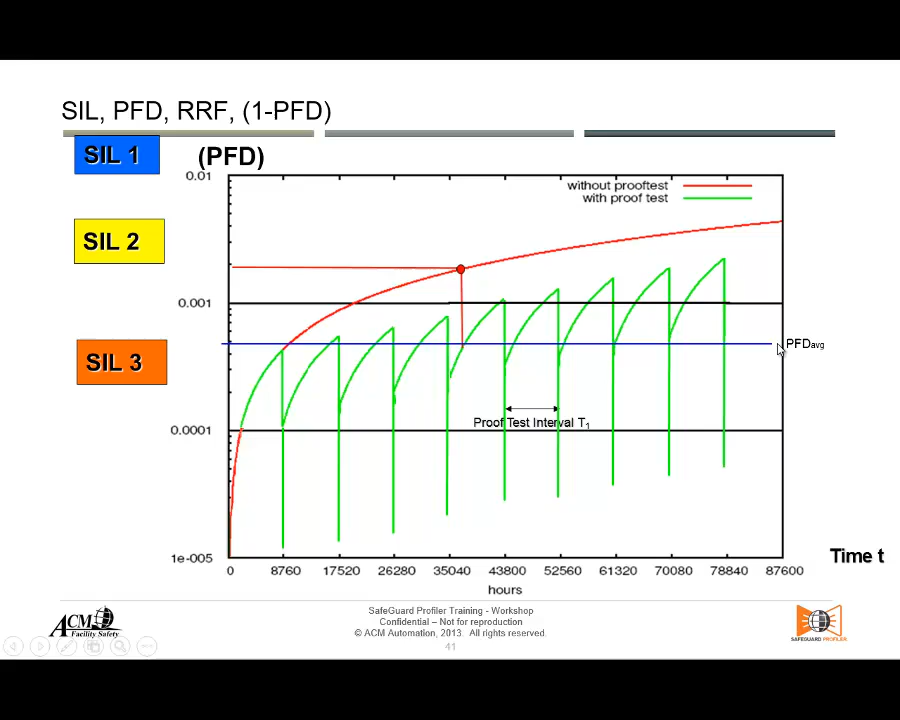 SIL, PFD, RRF, (1-PFD)
SIL 1
(PFD)
0.01
without prooftest
with proof test
SIL 2
0.001
SIL 3
PFDavg
Proof Test Interval T1
0.0001
1e-005
Time t
0 8760 17520 26280 35040 43800 52560 61320 70080 78840 87600
hours
ACM
Facility Safety
SafeGuard Profiler Training - Workshop
Confidential – Not for reproduction
© ACM Automation, 2013. All rights reserved.
41
SAFEGUARD PROFILER